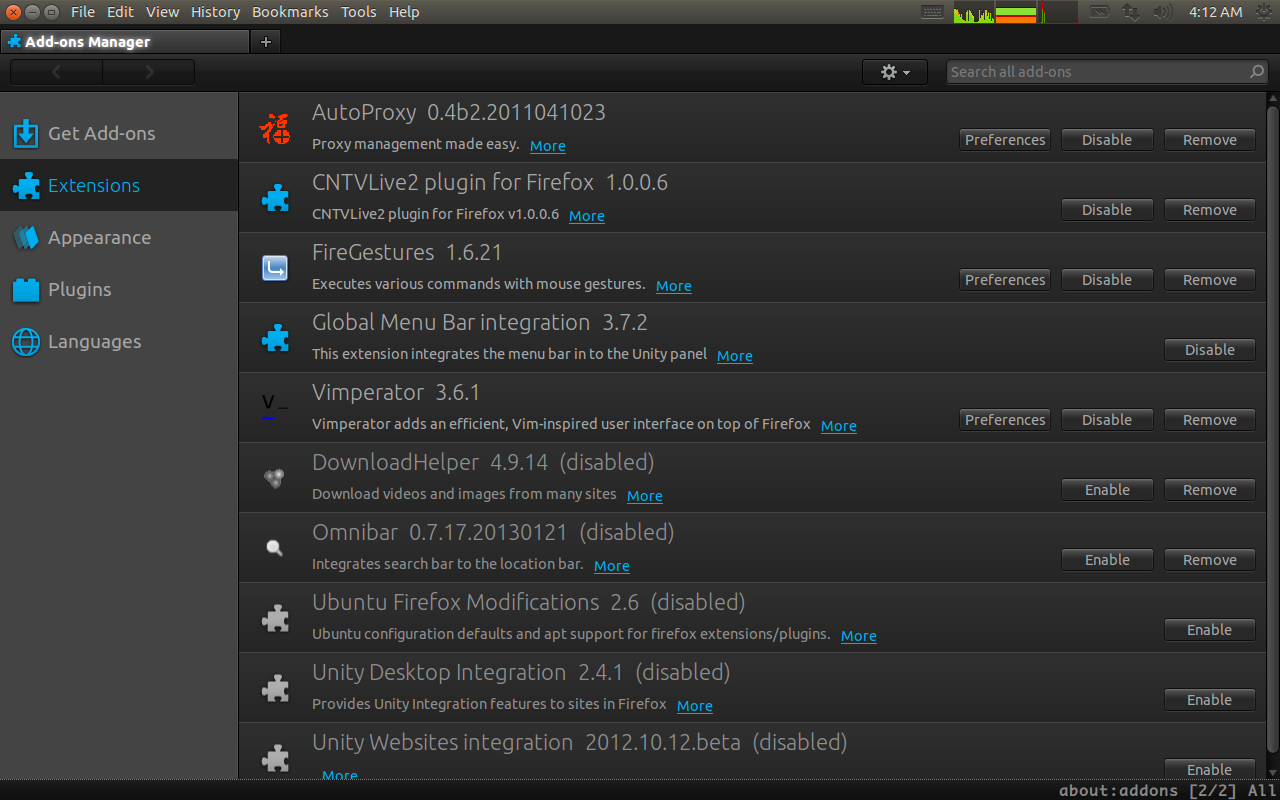 File Edit View History Bookmarks Tools Help 4:12 AM
Add-ons Manager
Search all add-ons
Get Add-ons
Extensions
Appearance
Plugins
Languages
AutoProxy 0.4b2.2011041023
Proxy management made easy. More Preferences Disable Remove
CNTVLive2 plugin for Firefox 1.0.0.6
CNTVLive2 plugin for Firefox v1.0.0.6 More Disable Remove
FireGestures 1.6.21
Executes various commands with mouse gestures. More Preferences Disable Remove
Global Menu Bar integration 3.7.2
This extension integrates the menu bar in to the Unity panel More Disable
Vimperator 3.6.1
Vimperator adds an efficient, Vim-inspired user interface on top of Firefox More Preferences Disable Remove
DownloadHelper 4.9.14 (disabled)
Download videos and images from many sites More Enable Remove
Omnibar 0.7.17.20130121 (disabled)
Integrates search bar to the location bar. More Enable Remove
Ubuntu Firefox Modifications 2.6 (disabled)
Ubuntu configuration defaults and apt support for firefox extensions/plugins. More Enable
Unity Desktop Integration 2.4.1 (disabled)
Provides Unity Integration features to sites in Firefox More Enable
Unity Websites integration 2012.10.12.beta (disabled)
More Enable
about:addons [2/2] All
福
V_